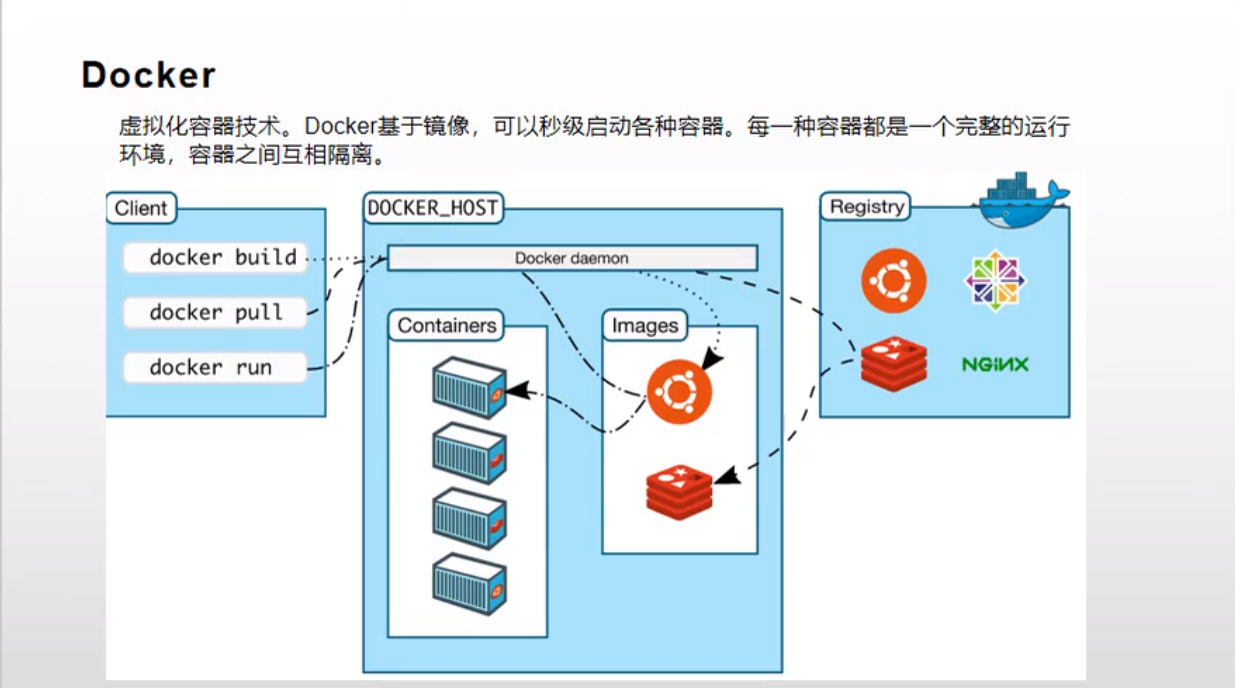 Docker
虚拟化容器技术。Docker基于镜像，可以秒级启动各种容器。每一种容器都是一个完整的运行
环境，容器之间互相隔离。
Client
DOCKER_HOST
Registry
docker build
Docker daemon
docker pull
Containers
Images
docker run
NGiNX